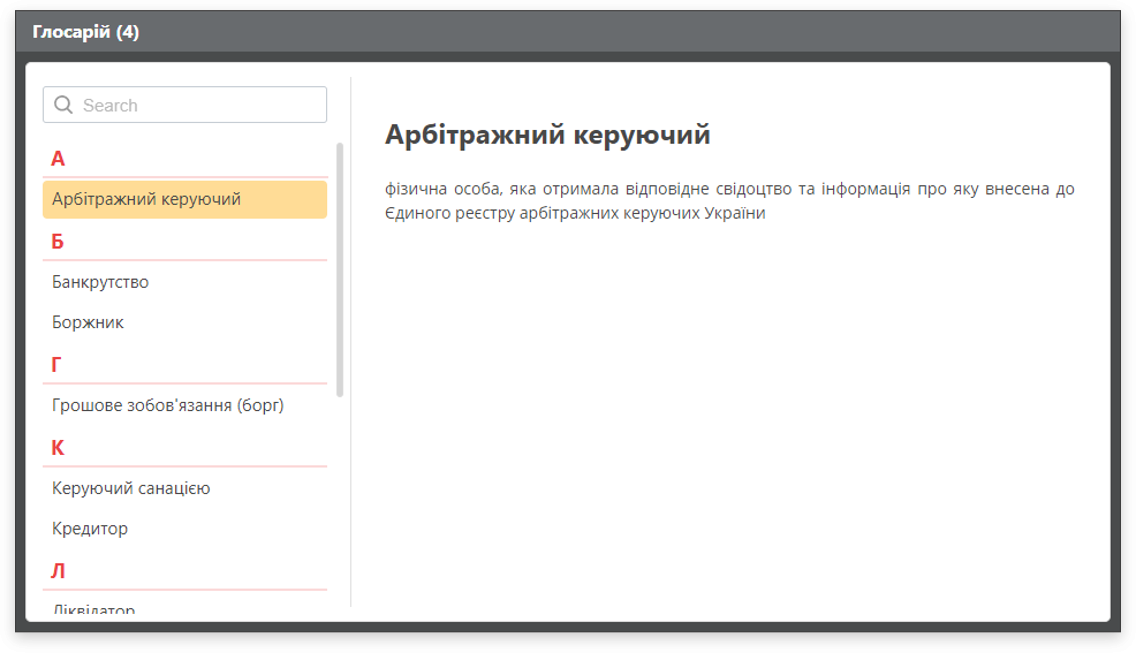 Глосарій (4)
Search
А
Арбітражний керуючий
Б
Банкрутство
Боржник
Г
Грошове зобов'язання (борг)
К
Керуючий санацією
Кредитор
Л
Ліквідатор
Арбітражний керуючий
фізична особа, яка отримала відповідне свідоцтво та інформація про яку внесена до
Єдиного реєстру арбітражних керуючих України